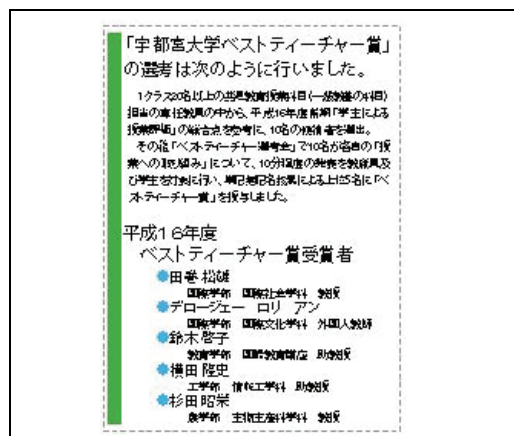 「宇都宮大学ベストティーチャー賞」
の選考は次のように行いました。
1クラス20名以上の共通教育授業科目(一般教養の科目)
担当の専任教員の中から、平成16年度前期「学生による
授業評価」の総合点を参考に、10名の候補者を選出。
その後「ベストティーチャー選考会」で10名が各自の「授
業への取組み」について、10分程度の発表を教職員及
び学生を対象に行い、単記無記名投票による上位5名に「ベ
ストティーチャー賞」を授与しました。
平成16年度
ベストティーチャー賞受賞者
田巻 松雄
国際学部 国際社会学科 教授
デロージェー ロリ アン
国際学部 国際文化学科 外国人教師
鈴木 啓子
教育学部 国語教育講座 助教授
横田 隆史
工学部 情報工学科 助教授
杉田 昭栄
農学部 生物生産科学科 教授